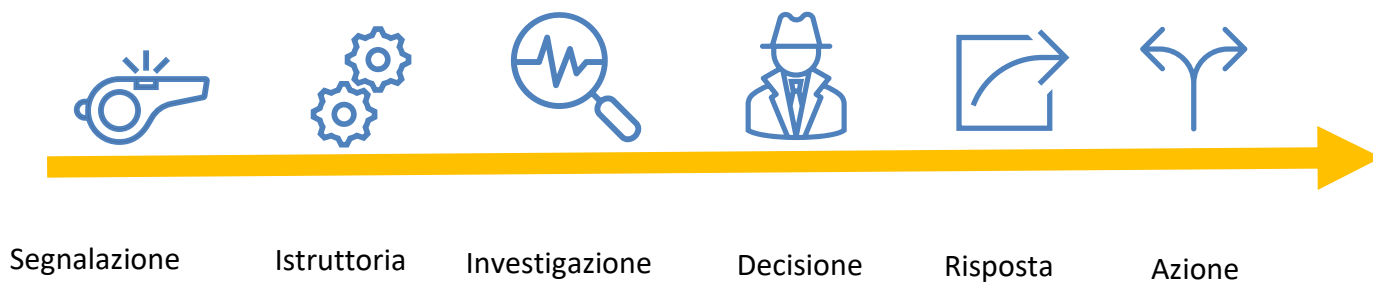 Segnalazione
Istruttoria
Investigazione
Decisione
Risposta
Azione